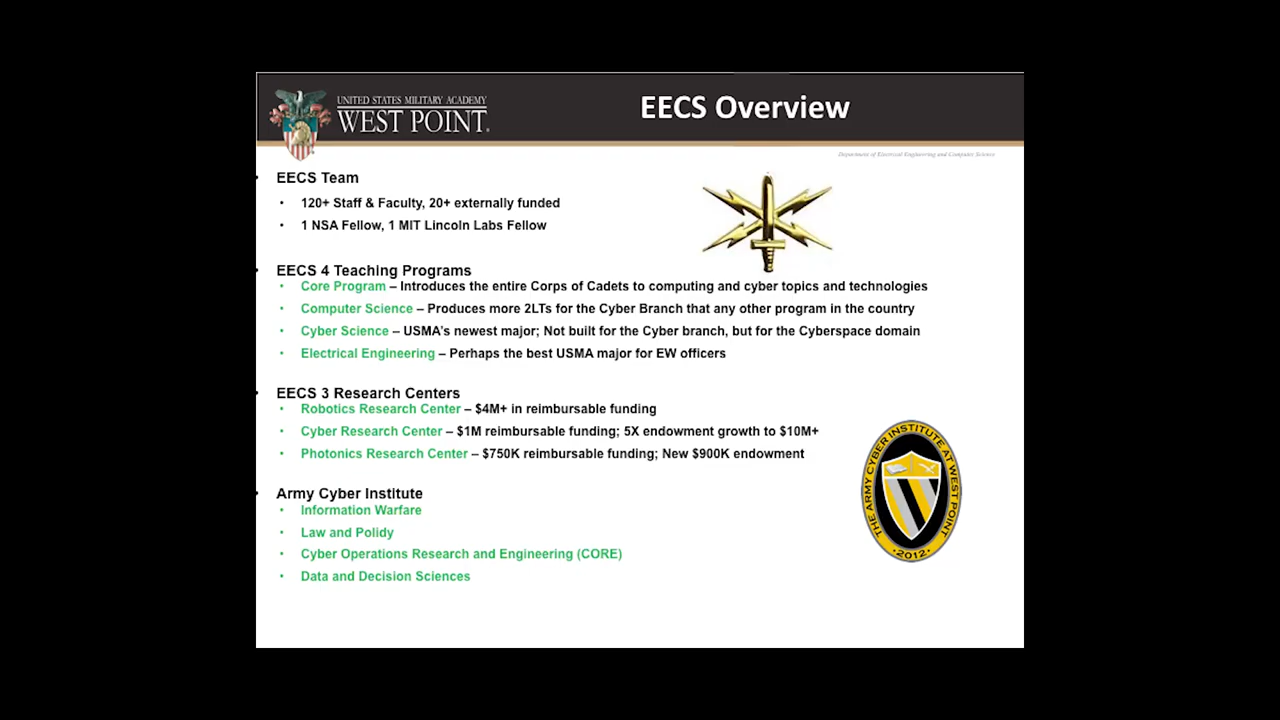 UNITED STATES MILITARY ACADEMY
WEST POINT.
EECS Overview
Department of Electrical Engineering and Computer Science
• EECS Team
• 120+ Staff & Faculty, 20+ externally funded
• 1 NSA Fellow, 1 MIT Lincoln Labs Fellow
• EECS 4 Teaching Programs
• Core Program – Introduces the entire Corps of Cadets to computing and cyber topics and technologies
• Computer Science – Produces more 2LTs for the Cyber Branch that any other program in the country
• Cyber Science – USMA's newest major; Not built for the Cyber branch, but for the Cyberspace domain
• Electrical Engineering – Perhaps the best USMA major for EW officers
• EECS 3 Research Centers
• Robotics Research Center – $4M+ in reimbursable funding
• Cyber Research Center – $1M reimbursable funding; 5X endowment growth to $10M+
• Photonics Research Center – $750K reimbursable funding; New $900K endowment
• Army Cyber Institute
• Information Warfare
• Law and Polidy
• Cyber Operations Research and Engineering (CORE)
• Data and Decision Sciences
THE ARMY CYBER INSTITUTE AT WEST POINT
·2012·